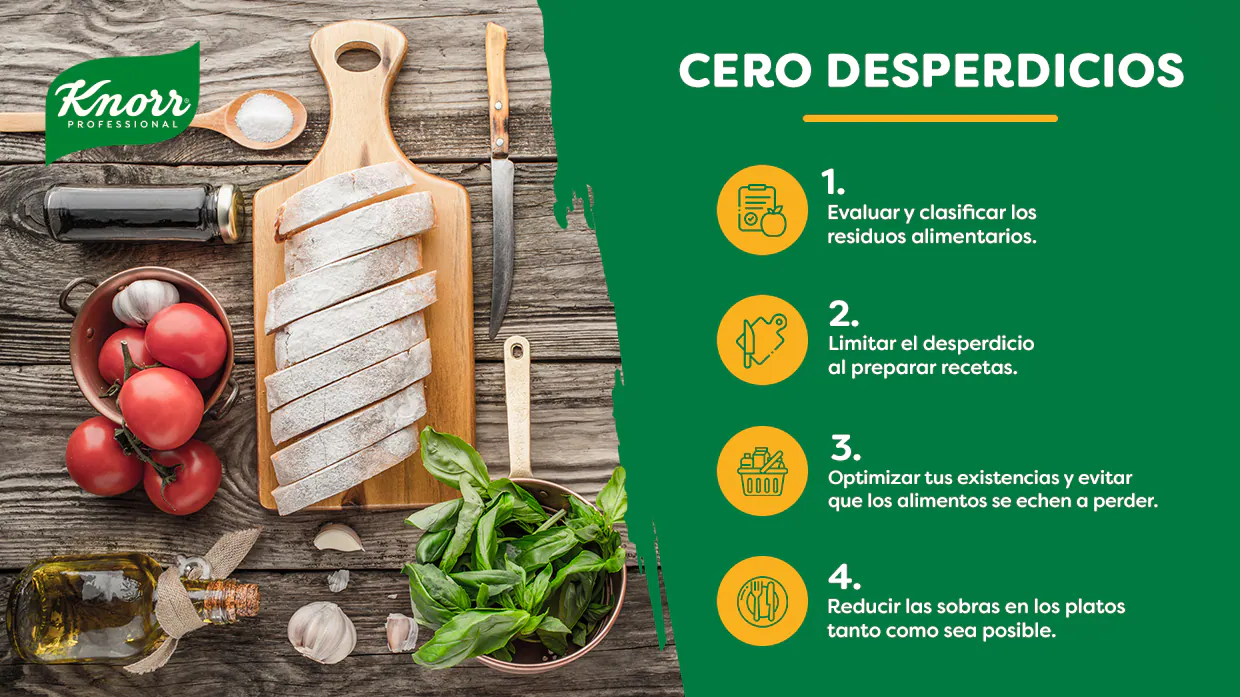 Knorr®
PROFESSIONAL
CERO DESPERDICIOS
1.
Evaluar y clasificar los
residuos alimentarios.
2.
Limitar el desperdicio
al preparar recetas.
3.
Optimizar tus existencias y evitar
que los alimentos se echen a perder.
4.
Reducir las sobras en los platos
tanto como sea posible.